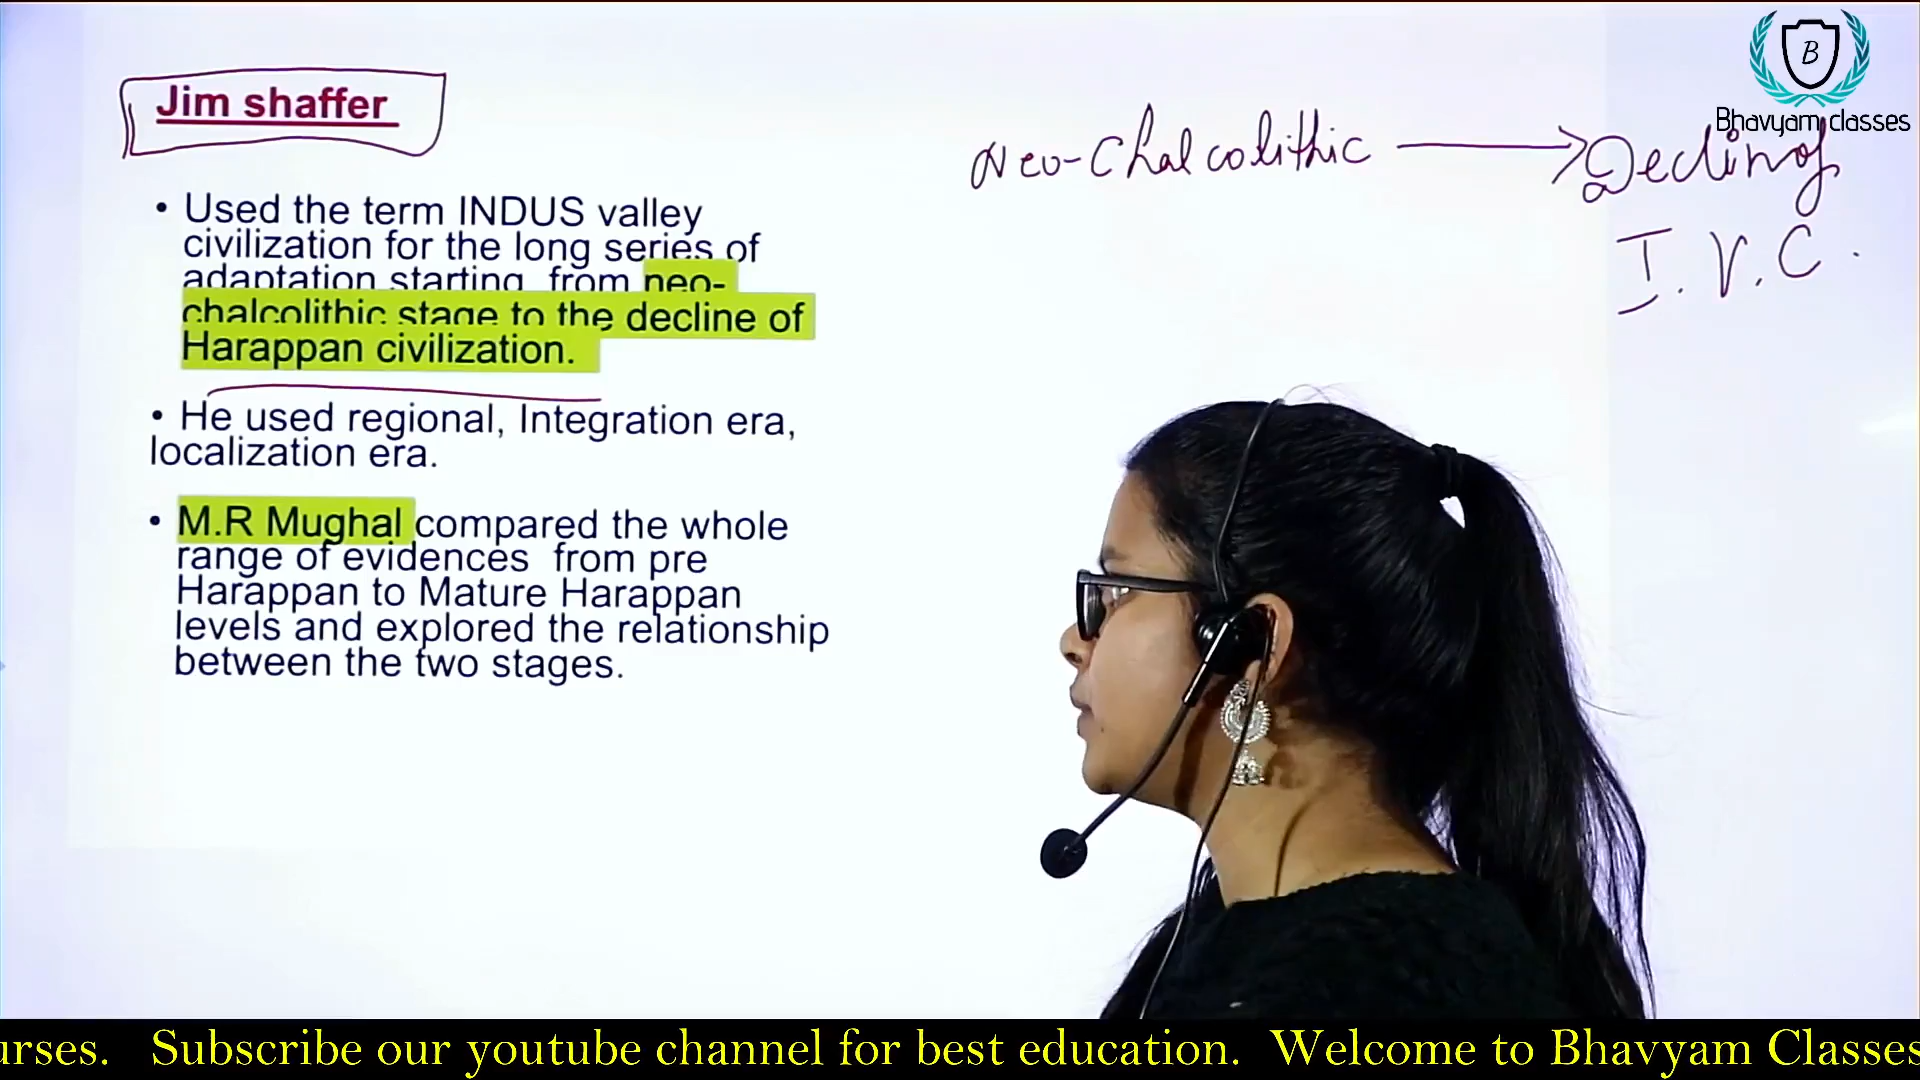 Jim shaffer
• Used the term INDUS valley
civilization for the long series of
adaptation starting from neo-
chalcolithic stage to the decline of
Harappan civilization.
• He used regional, Integration era,
localization era.
• M.R Mughal compared the whole
range of evidences from pre
Harappan to Mature Harappan
levels and explored the relationship
between the two stages.
Neo-Chalcolithic → Decline of
I.V.C.
B
Bhavyam classes
urses. Subscribe our youtube channel for best education. Welcome to Bhavyam Classes